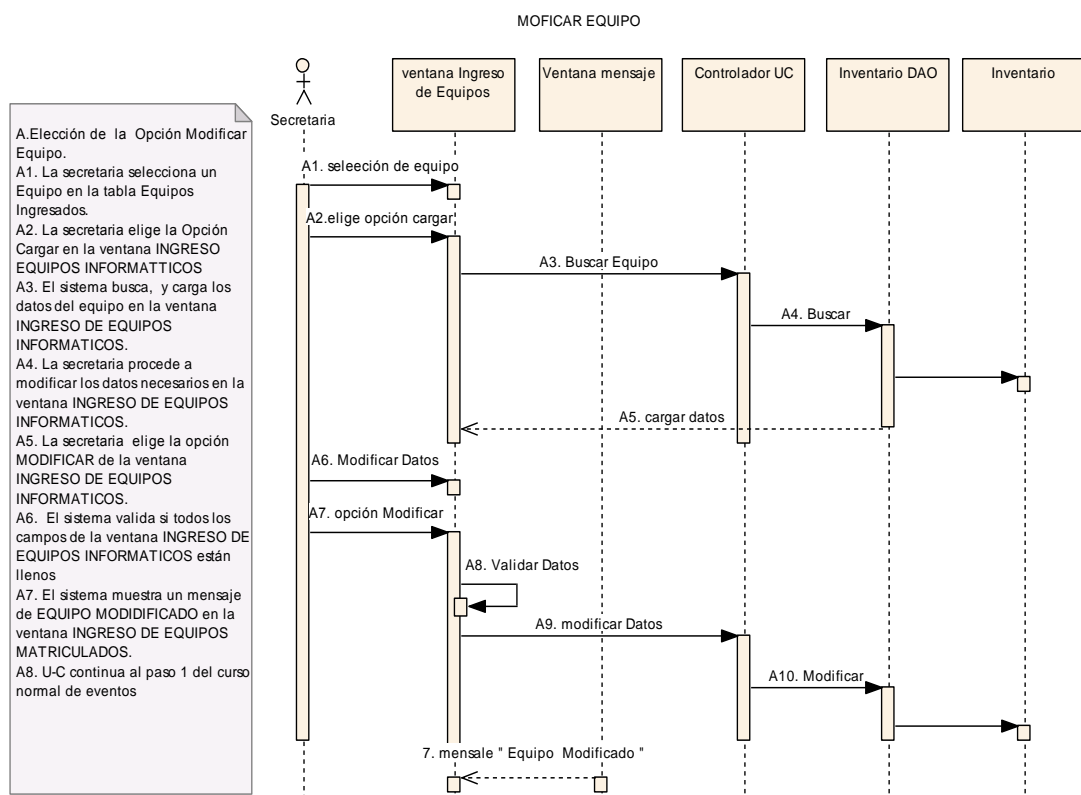 MOFICAR EQUIPO
Secretaria
ventana Ingreso
de Equipos
Ventana mensaje
Controlador UC
Inventario DAO
Inventario
A.Elección de la Opción Modificar
Equipo.
A1. La secretaria selecciona un
Equipo en la tabla Equipos
Ingresados.
A2. La secretaria elige la Opción
Cargar en la ventana INGRESO
EQUIPOS INFORMATTICOS
A3. El sistema busca, y carga los
datos del equipo en la ventana
INGRESO DE EQUIPOS
INFORMATICOS.
A4. La secretaria procede a
modificar los datos necesarios en la
ventana INGRESO DE EQUIPOS
INFORMATICOS.
A5. La secretaria elige la opción
MODIFICAR de la ventana
INGRESO DE EQUIPOS
INFORMATICOS.
A6. El sistema valida si todos los
campos de la ventana INGRESO DE
EQUIPOS INFORMATICOS están
llenos
A7. El sistema muestra un mensaje
de EQUIPO MODIDIFICADO en la
ventana INGRESO DE EQUIPOS
MATRICULADOS.
A8. U-C continua al paso 1 del curso
normal de eventos
A1. seleeción de equipo
A2.elige opción cargar
A3. Buscar Equipo
A4. Buscar
A5. cargar datos
A6. Modificar Datos
A7. opción Modificar
A8. Validar Datos
A9. modificar Datos
A10. Modificar
7. mensale " Equipo Modificado "